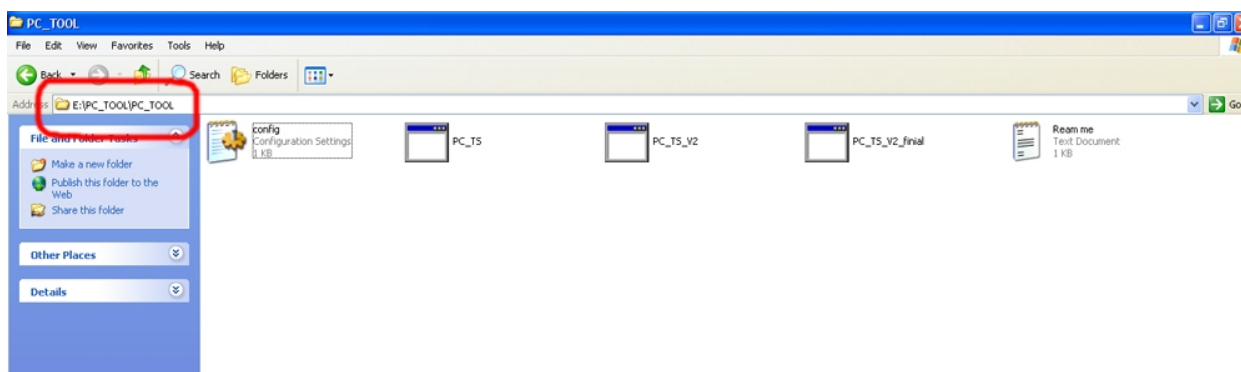 PC_TOOL
File Edit View Favorites Tools Help
Back Search Folders
Address E:\PC_TOOL\PC_TOOL Go
File and Folder Tasks
Make a new folder
Publish this folder to the
Web
Share this folder
Other Places
Details
config
Configuration Settings
1 KB
PC_TS
PC_TS_V2
PC_TS_V2_finial
Ream me
Text Document
1 KB